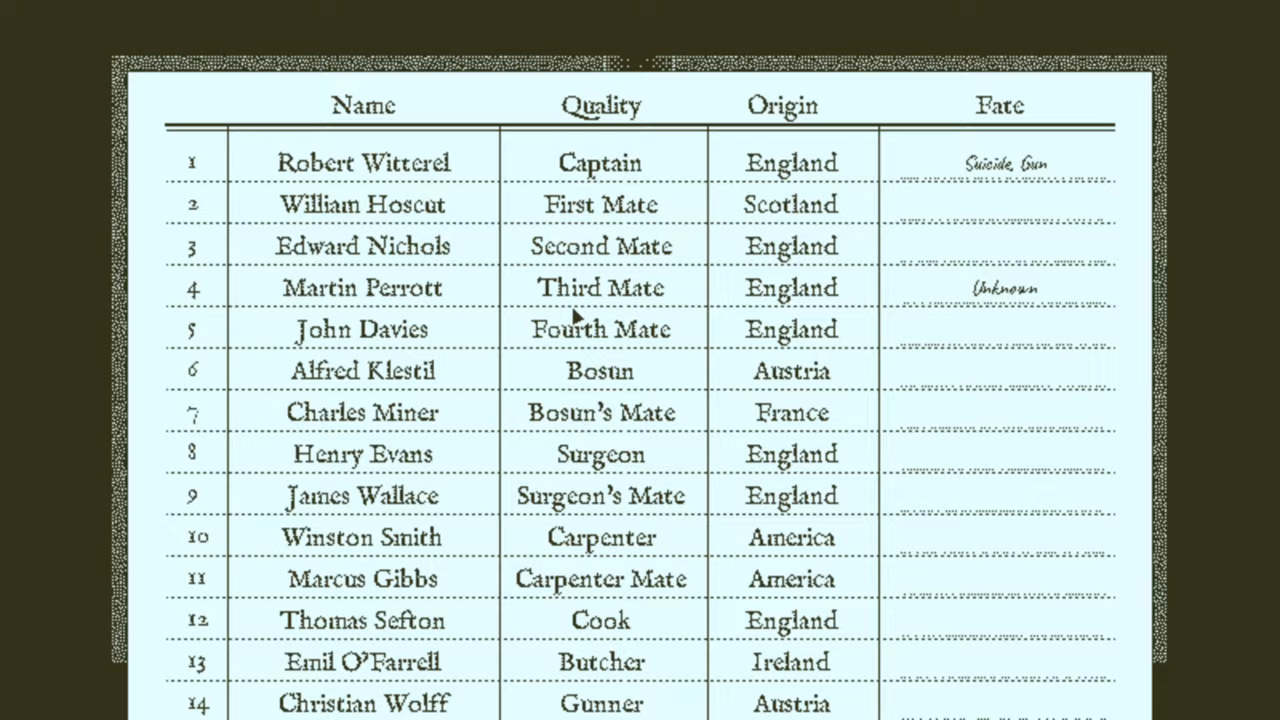 Name Quality Origin Fate
1 Robert Witterel Captain England Suicide, Gun
2 William Hoscut First Mate Scotland
3 Edward Nichols Second Mate England
4 Martin Perrott Third Mate England Unknown
5 John Davies Fourth Mate England
6 Alfred Klestil Bosun Austria
7 Charles Miner Bosun's Mate France
8 Henry Evans Surgeon England
9 James Wallace Surgeon's Mate England
10 Winston Smith Carpenter America
11 Marcus Gibbs Carpenter Mate America
12 Thomas Sefton Cook England
13 Emil O'Farrell Butcher Ireland
14 Christian Wolff Gunner Austria